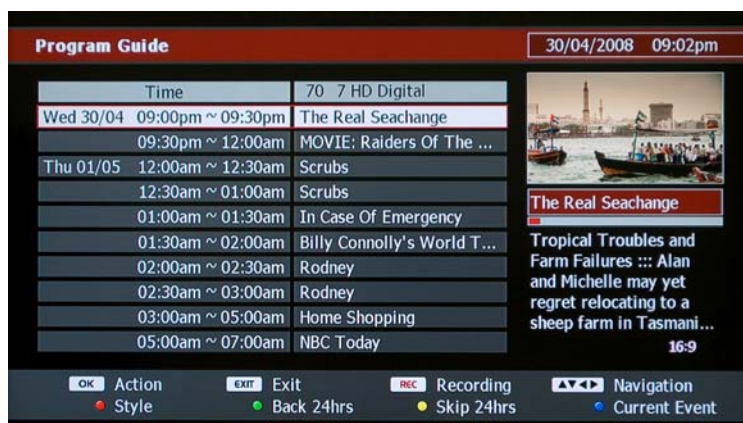 Program Guide
30/04/2008 09:02pm
Time
70 7 HD Digital
Wed 30/04 09:00pm ~ 09:30pm The Real Seachange
09:30pm ~ 12:00am MOVIE: Raiders Of The ...
Thu 01/05 12:00am ~ 12:30am Scrubs
12:30am ~ 01:00am Scrubs
01:00am ~ 01:30am In Case Of Emergency
01:30am ~ 02:00am Billy Connolly's World T...
02:00am ~ 02:30am Rodney
02:30am ~ 03:00am Rodney
03:00am ~ 05:00am Home Shopping
05:00am ~ 07:00am NBC Today
The Real Seachange
Tropical Troubles and
Farm Failures ::: Alan
and Michelle may yet
regret relocating to a
sheep farm in Tasmani...
16:9
OK Action EXIT Exit REC Recording ▲▼◀▶ Navigation
Style Back 24hrs Skip 24hrs Current Event